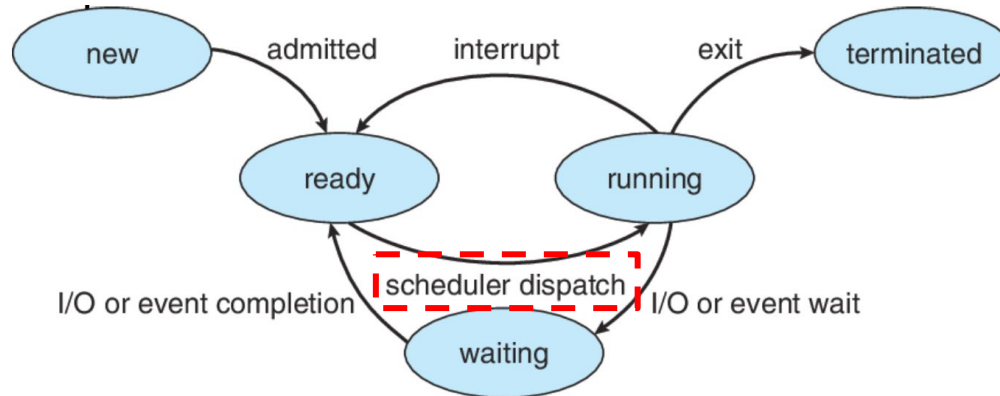 new
admitted
interrupt
exit
terminated
ready
running
scheduler dispatch
I/O or event completion
I/O or event wait
waiting